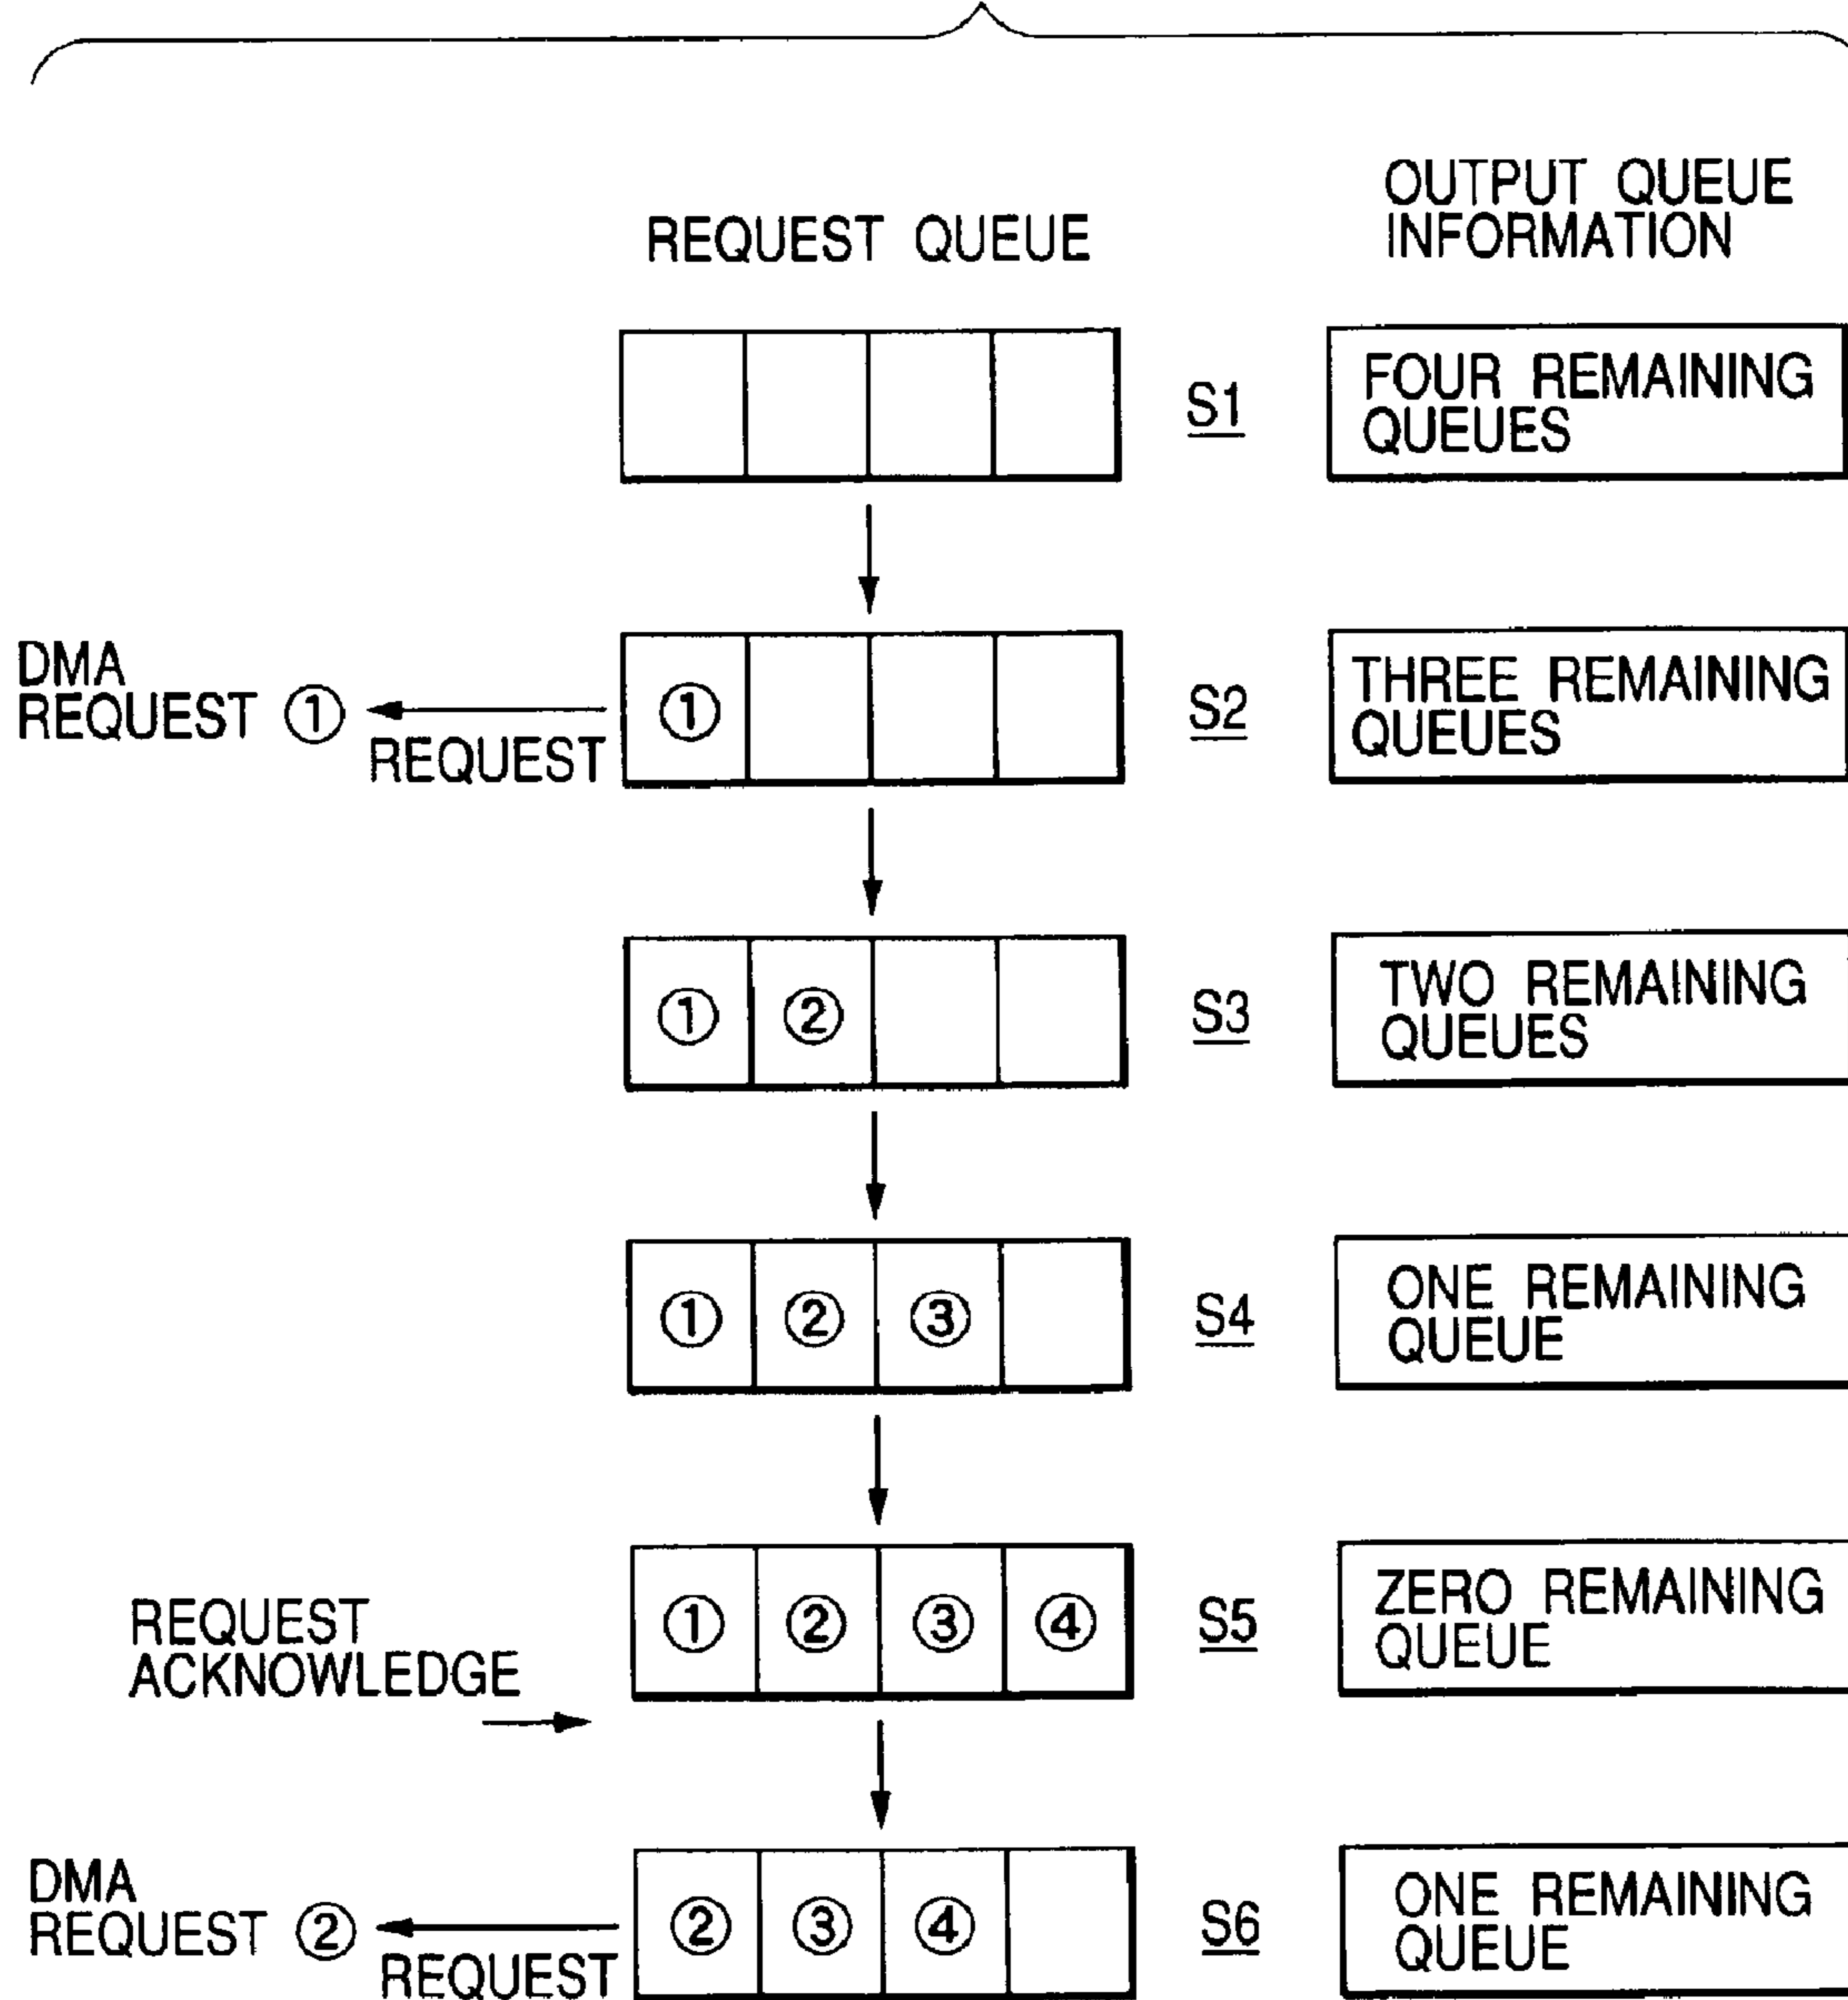 REQUEST QUEUE
OUTPUT QUEUE
INFORMATION
S1
FOUR REMAINING
QUEUES
DMA
REQUEST ①
REQUEST
①
S2
THREE REMAINING
QUEUES
① ②
S3
TWO REMAINING
QUEUES
① ② ③
S4
ONE REMAINING
QUEUE
REQUEST
ACKNOWLEDGE
① ② ③ ④
S5
ZERO REMAINING
QUEUE
DMA
REQUEST ②
REQUEST
② ③ ④
S6
ONE REMAINING
QUEUE